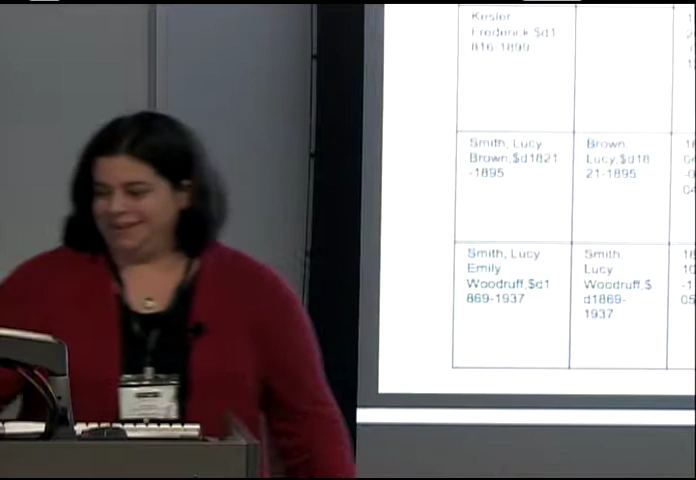 Kesler
Frederick,$d1
816-1899
Smith, Lucy
Brown,$d1821
-1895
Brown,
Lucy,$d18
21-1895
Smith, Lucy
Emily
Woodruff,$d1
869-1937
Smith,
Lucy
Woodruff,$
d1869-
1937